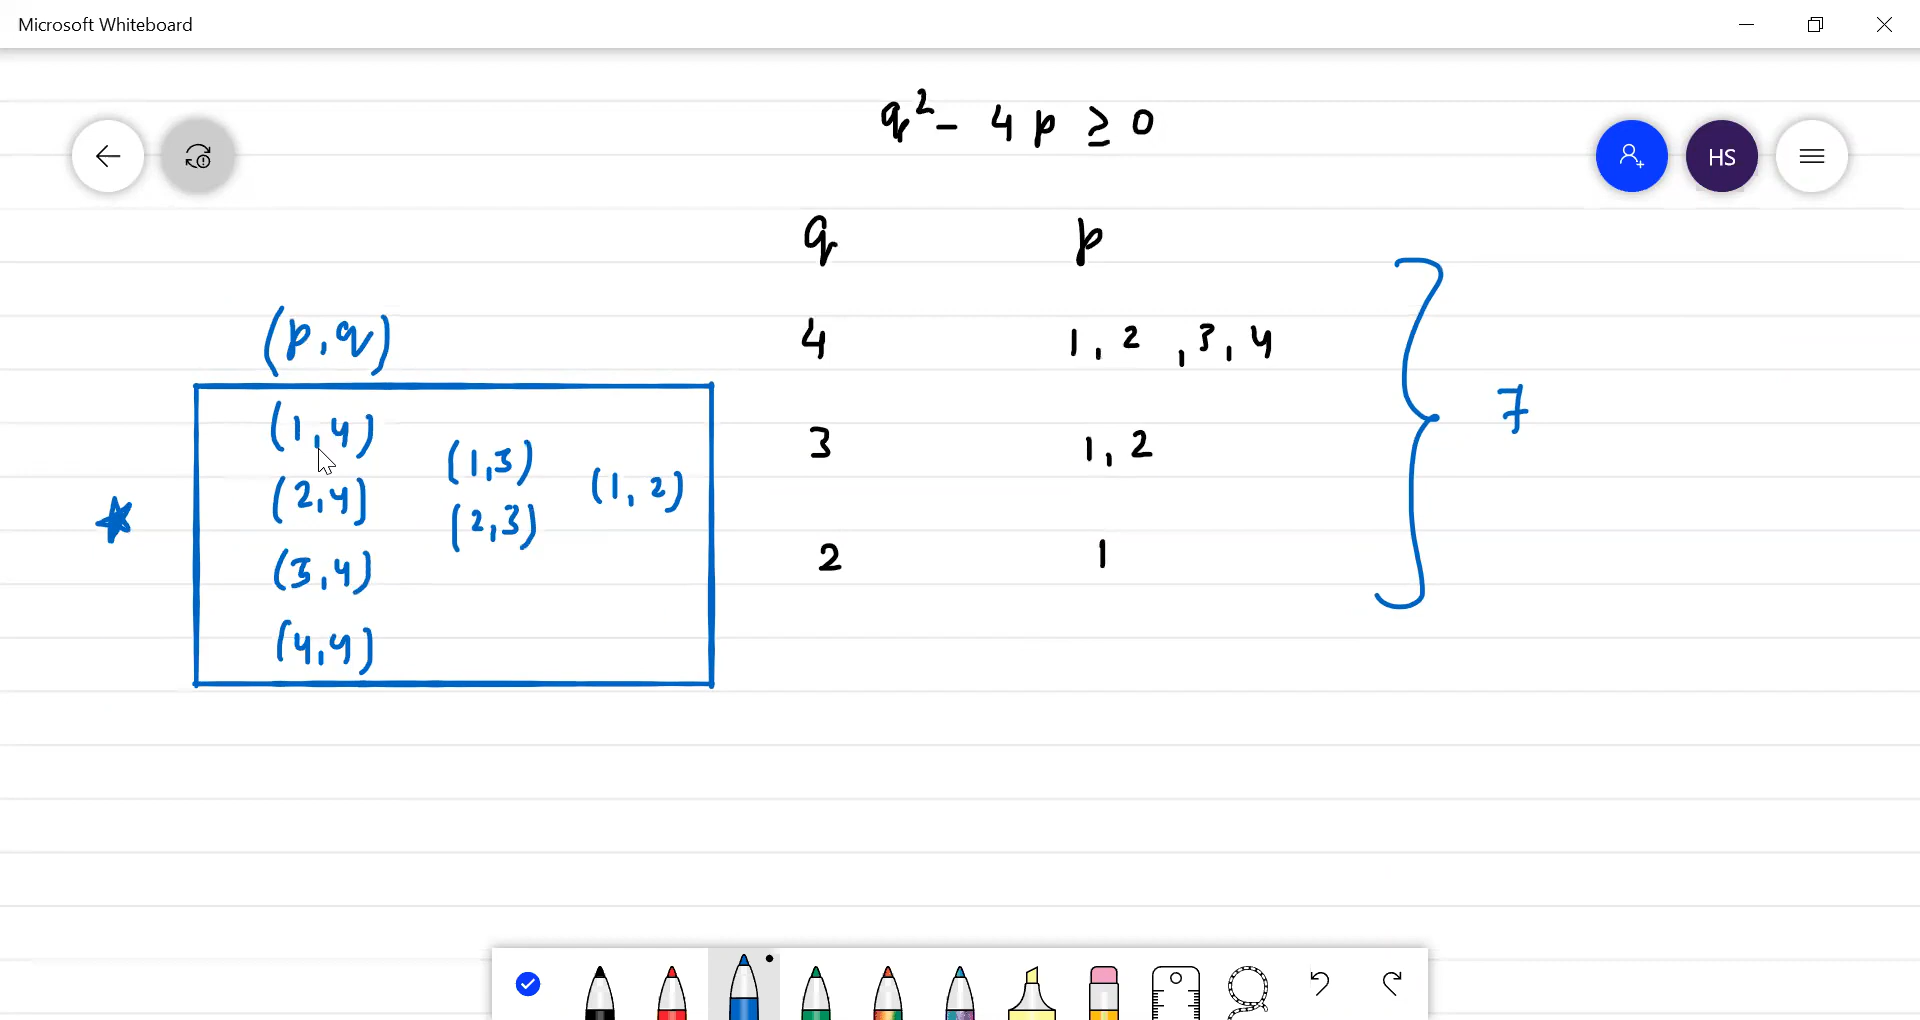 Microsoft Whiteboard
q² - 4p ≥ 0
HS
q p
(p,q)
4 1, 2, 3, 4
3 1, 2
2 1
7
(1,4)
(2,4)
(3,4)
(4,4)
(1,3)
(2,3)
(1, 2)